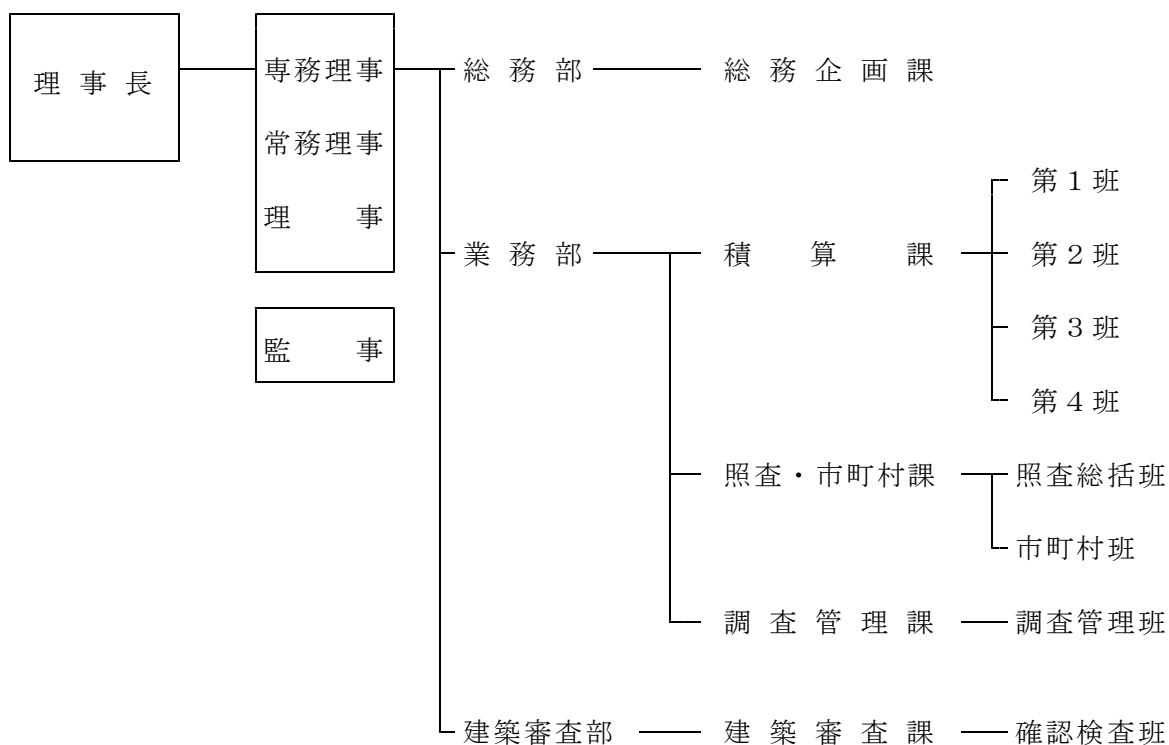 理事長 専務理事 総務部 総務企画課
常務理事
第1班
理事
業務部 積算課 第2班
第3班
監事
第4班
照査・市町村課 照査総括班
市町村班
調査管理課 調査管理班
建築審査部 建築審査課 確認検査班